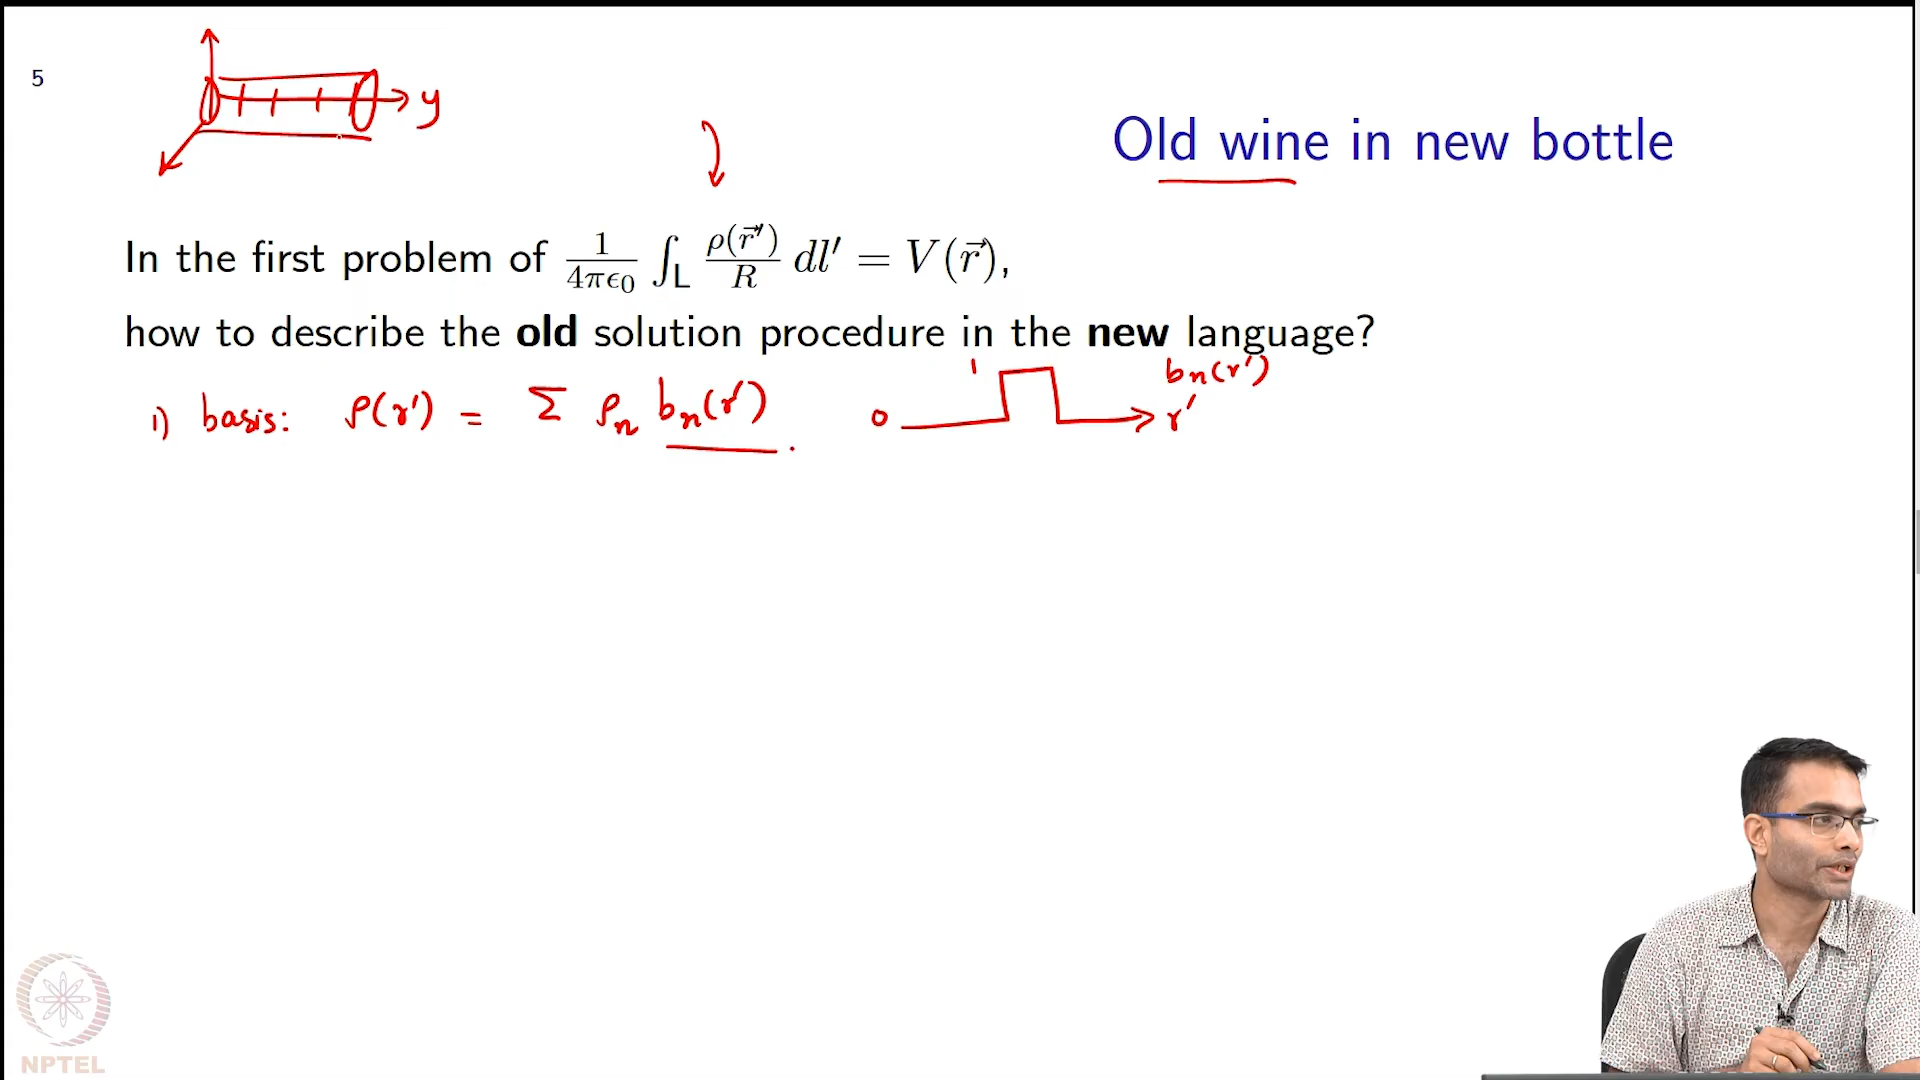 5
y
Old wine in new bottle
In the first problem of $\frac{1}{4\pi\epsilon_0} \int_L \frac{\rho(\vec{r}')}{R} dl' = V(\vec{r})$,
how to describe the old solution procedure in the new language?
1) basis: ρ(r') = Σ ρₙ bₙ(r')
0 1 r' bₙ(r')
NPTEL